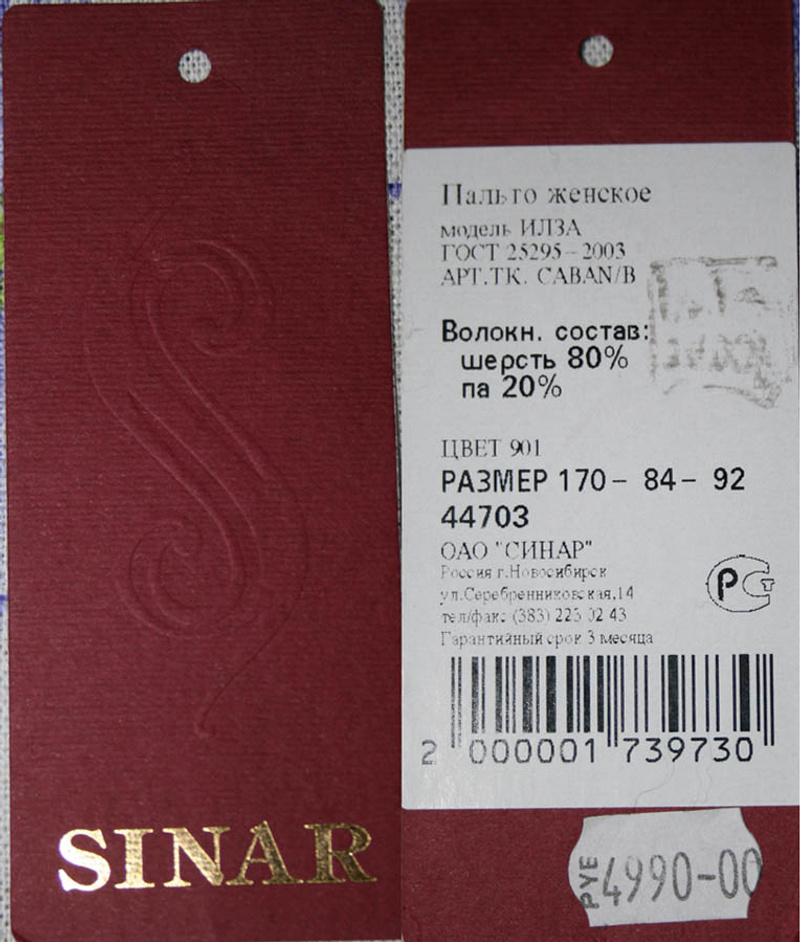 SINAR
Пальто женское
модель ИЛЗА
ГОСТ 25295-2003
АРТ.ТК. CABAN/B
Волокн. состав:
шерсть 80%
па 20%
ЦВЕТ 901
РАЗМЕР 170- 84- 92
44703
ОАО "СИНАР"
Россия г.Новосибирск
ул.Серебренниковская,14
тел/факс (383) 223 02 43
Гарантийный срок 3 месяца
РСТ
2 000001 739730
РУБ 4990-00